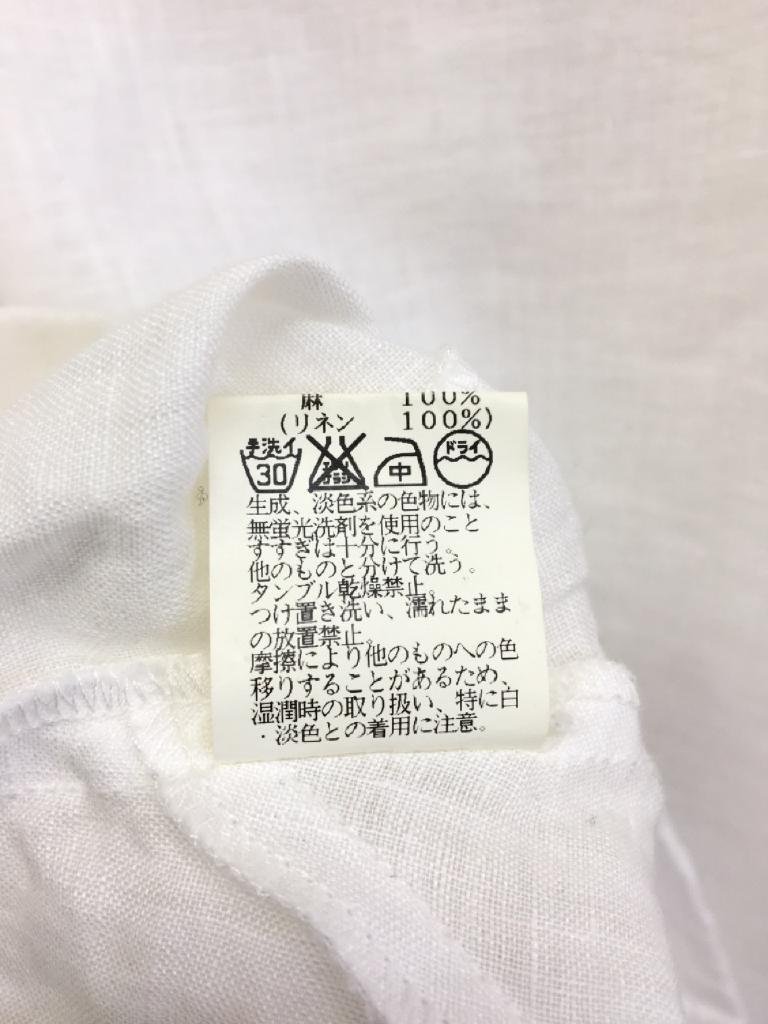 麻 100%
(リネン 100%)
手洗イ 30 中 ドライ
生成、淡色系の色物には、
無蛍光洗剤を使用のこと
すすぎは十分に行う。
他のものと分けて洗う。
タンブル乾燥禁止。
つけ置き洗い、濡れたまま
の放置禁止。
摩擦により他のものへの色
移りすることがあるため、
湿潤時の取り扱い、特に白
・淡色との着用に注意。